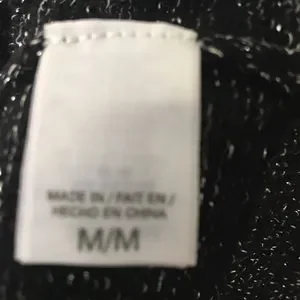 MADE IN / FAIT EN /
HECHO EN CHINA
M/M